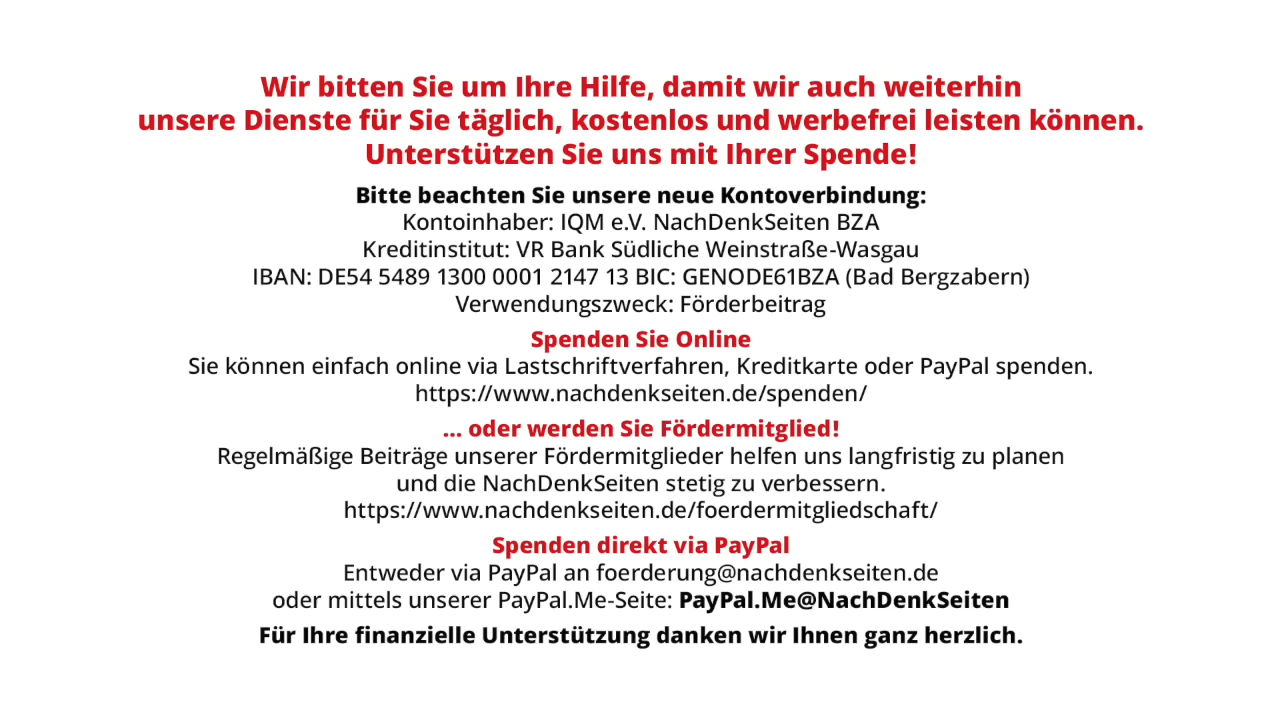 Wir bitten Sie um Ihre Hilfe, damit wir auch weiterhin
unsere Dienste für Sie täglich, kostenlos und werbefrei leisten können.
Unterstützen Sie uns mit Ihrer Spende!
Bitte beachten Sie unsere neue Kontoverbindung:
Kontoinhaber: IQM e.V. NachDenkSeiten BZA
Kreditinstitut: VR Bank Südliche Weinstraße-Wasgau
IBAN: DE54 5489 1300 0001 2147 13 BIC: GENODE61BZA (Bad Bergzabern)
Verwendungszweck: Förderbeitrag
Spenden Sie Online
Sie können einfach online via Lastschriftverfahren, Kreditkarte oder PayPal spenden.
https://www.nachdenkseiten.de/spenden/
... oder werden Sie Fördermitglied!
Regelmäßige Beiträge unserer Fördermitglieder helfen uns langfristig zu planen
und die NachDenkSeiten stetig zu verbessern.
https://www.nachdenkseiten.de/foerdermitgliedschaft/
Spenden direkt via PayPal
Entweder via PayPal an foerderung@nachdenkseiten.de
oder mittels unserer PayPal.Me-Seite: PayPal.Me@NachDenkSeiten
Für Ihre finanzielle Unterstützung danken wir Ihnen ganz herzlich.